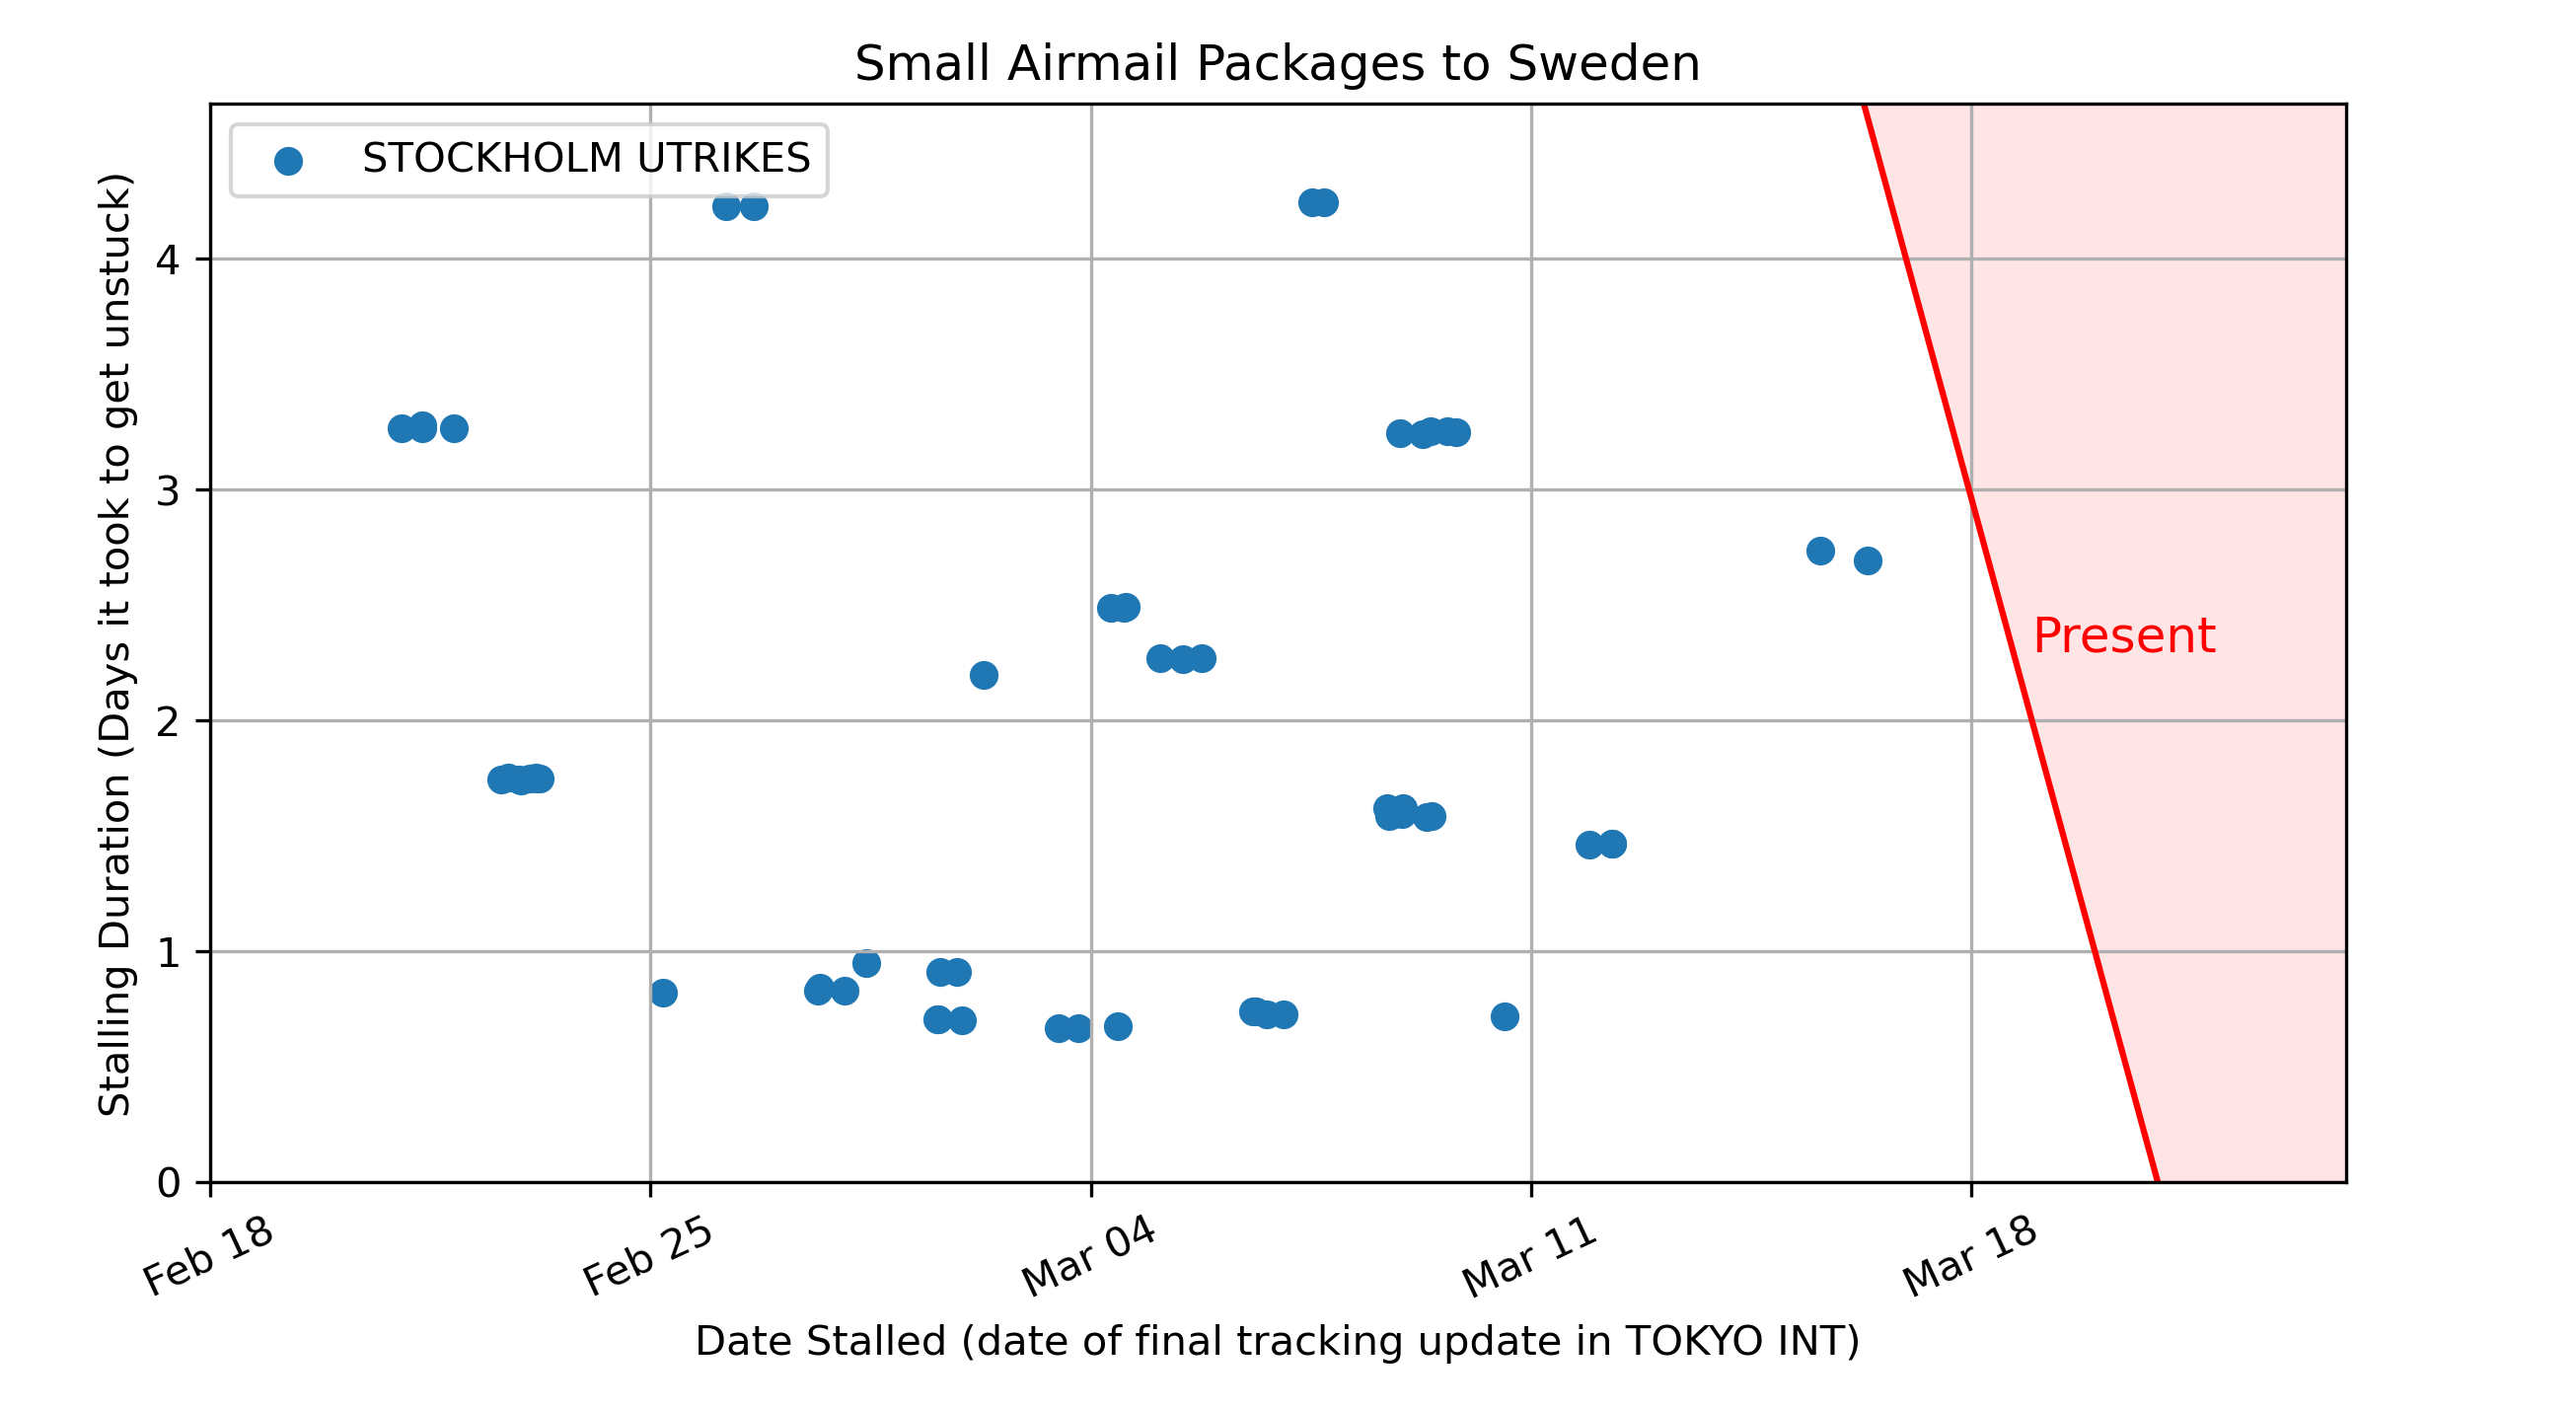 Small Airmail Packages to Sweden
STOCKHOLM UTRIKES
Stalling Duration (Days it took to get unstuck)
4
3
2
1
0
Present
Feb 18
Feb 25
Mar 04
Mar 11
Mar 18
Date Stalled (date of final tracking update in TOKYO INT)